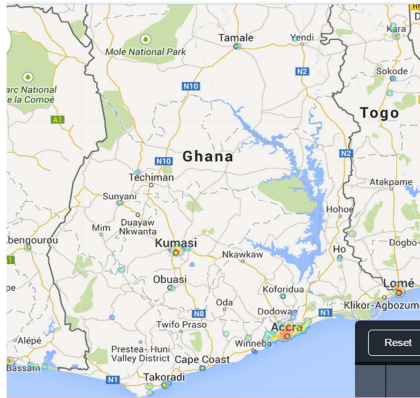 Kara
Tamale
Yendi
Mole National Park
N2
Sokode
arc National
de la Comoé
N10
A1
Togo
N10
Ghana
N2
Techiman
Atakpame
Sunyani
Hohoe
Mim
Duayaw
Nkwanta
bengourou
Kumasi
Ho
Dogbo-
Nkawkaw
Obuasi
Koforidua
Lomé
Oda
Klikor-Agbozum
Dodowa
N8
N1
Twifo Praso
Accra
Alépé
Winneba
Reset
Prestea- Huni
Valley District
Cape Coast
Bassam
N1
Takoradi